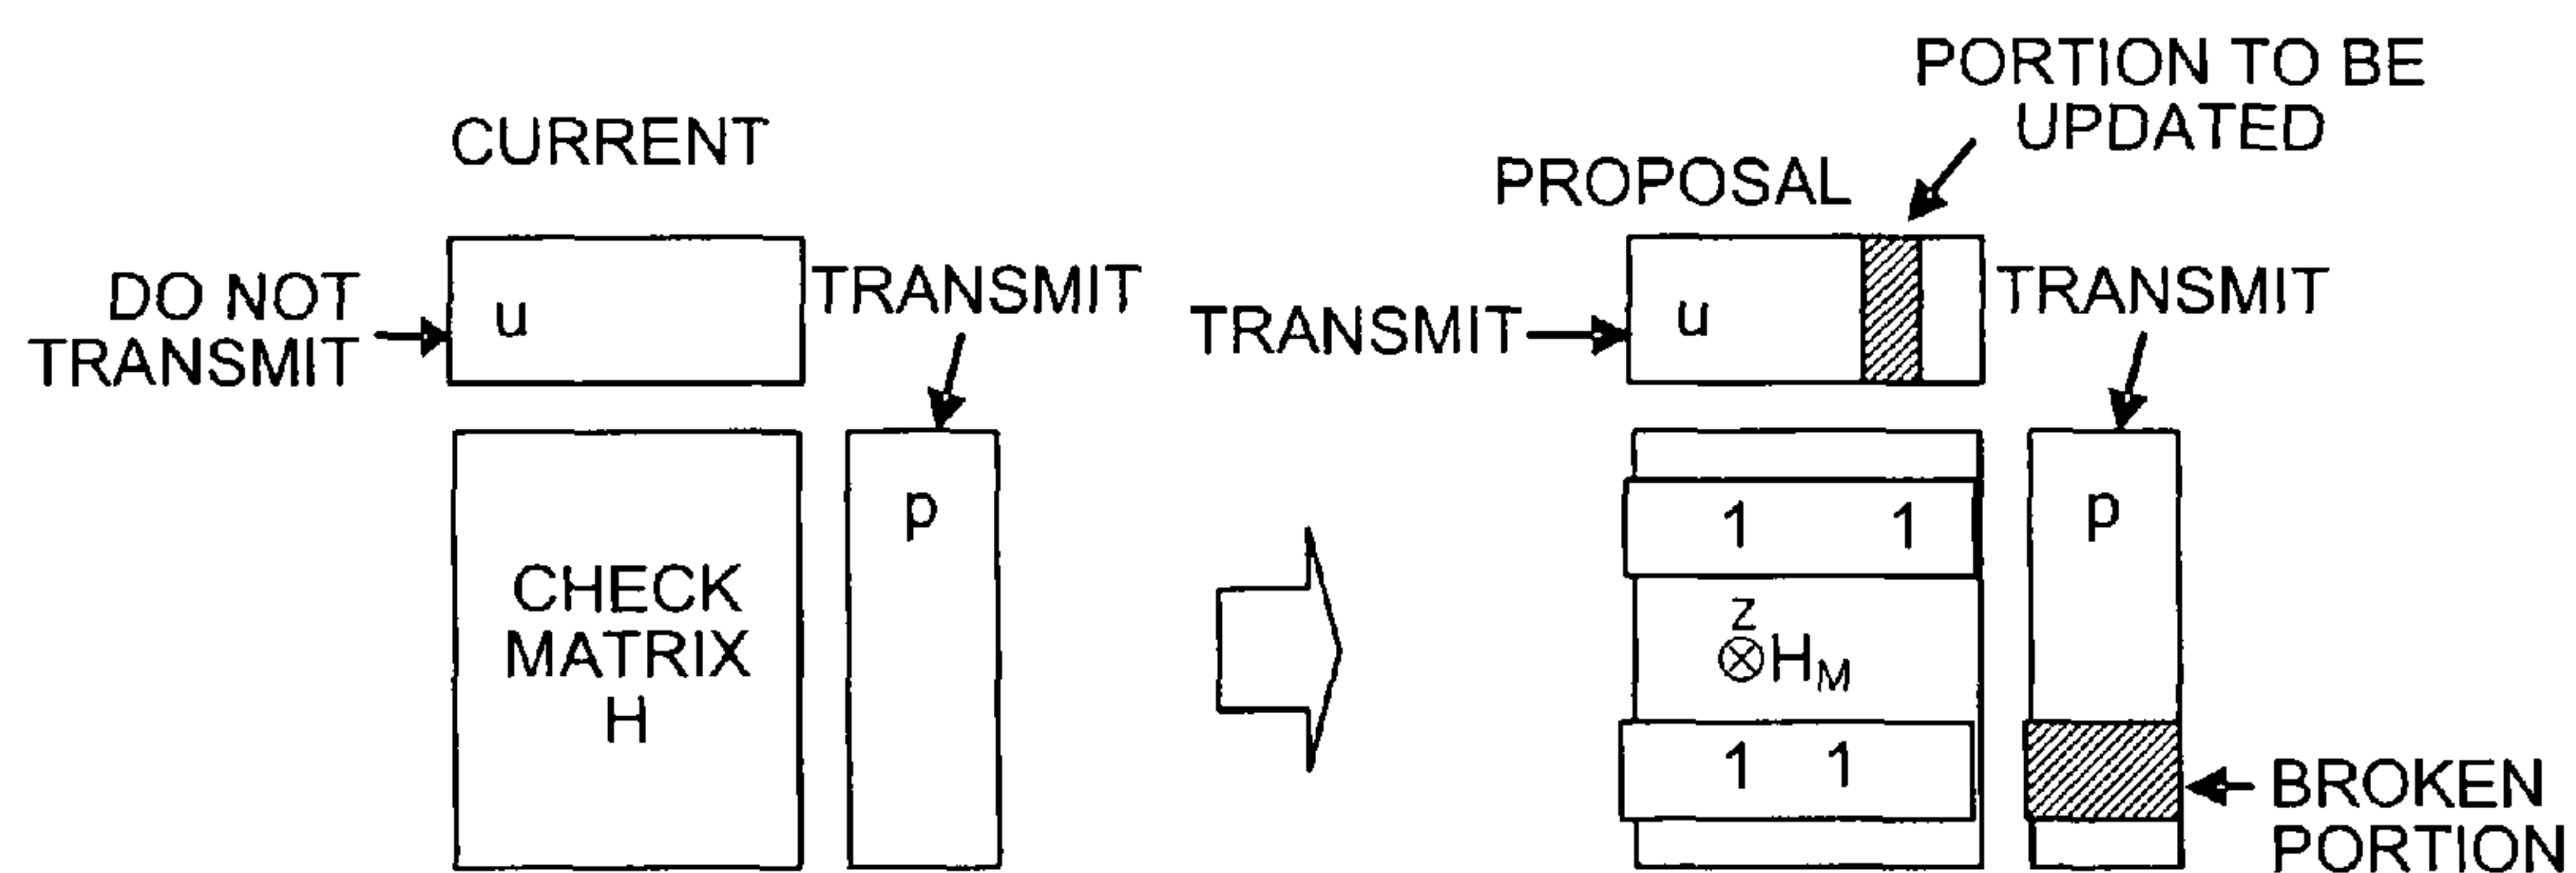 CURRENT
DO NOT
TRANSMIT
u
TRANSMIT
CHECK
MATRIX
H
p
PROPOSAL
PORTION TO BE
UPDATED
TRANSMIT
u
TRANSMIT
1 1
z
⊗HM
1 1
p
BROKEN
PORTION